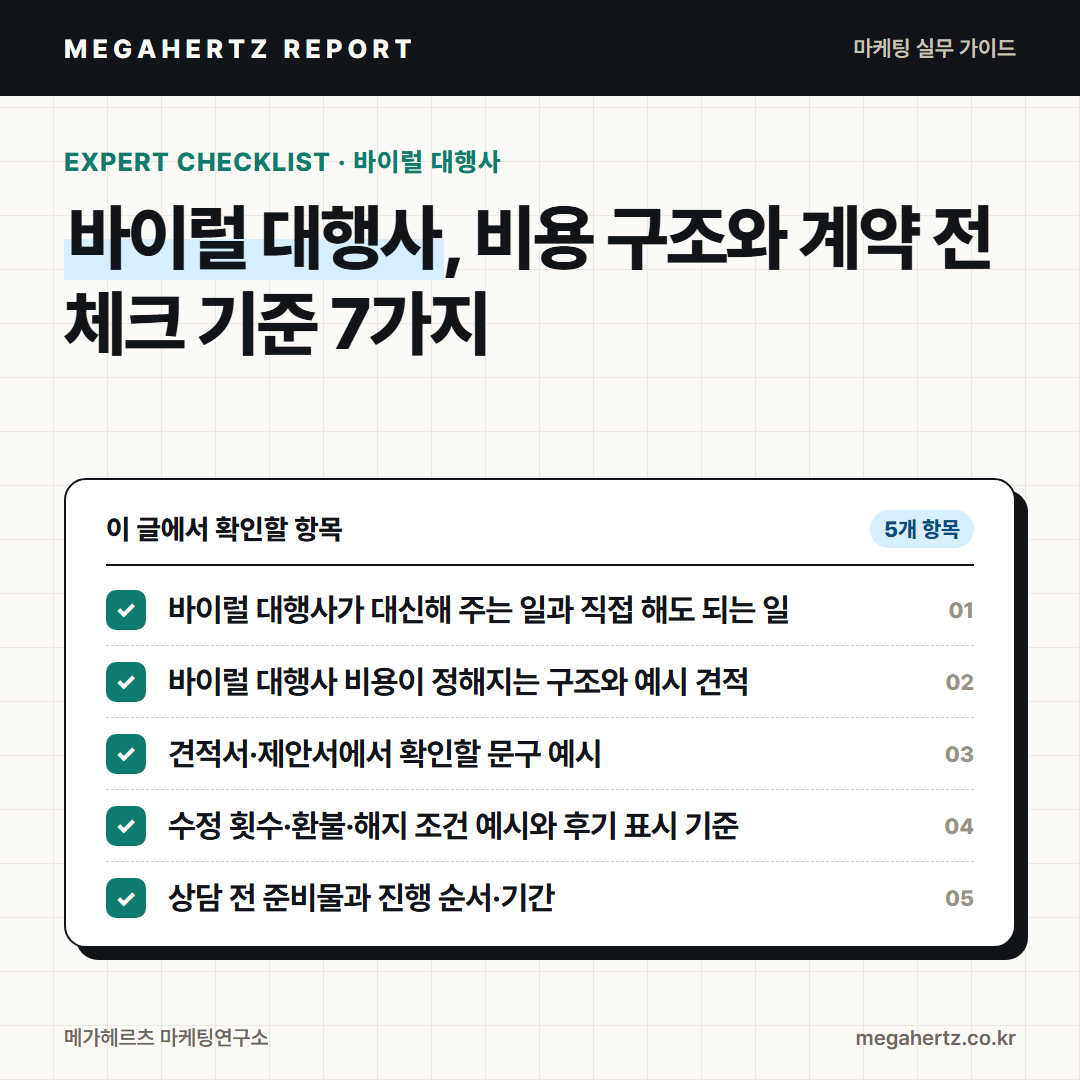 MEGAHERTZ REPORT
마케팅 실무 가이드
EXPERT CHECKLIST · 바이럴 대행사
바이럴 대행사, 비용 구조와 계약 전
체크 기준 7가지
이 글에서 확인할 항목
5개 항목
바이럴 대행사가 대신해 주는 일과 직접 해도 되는 일
01
바이럴 대행사 비용이 정해지는 구조와 예시 견적
02
견적서·제안서에서 확인할 문구 예시
03
수정 횟수·환불·해지 조건 예시와 후기 표시 기준
04
상담 전 준비물과 진행 순서·기간
05
메가헤르츠 마케팅연구소
megahertz.co.kr